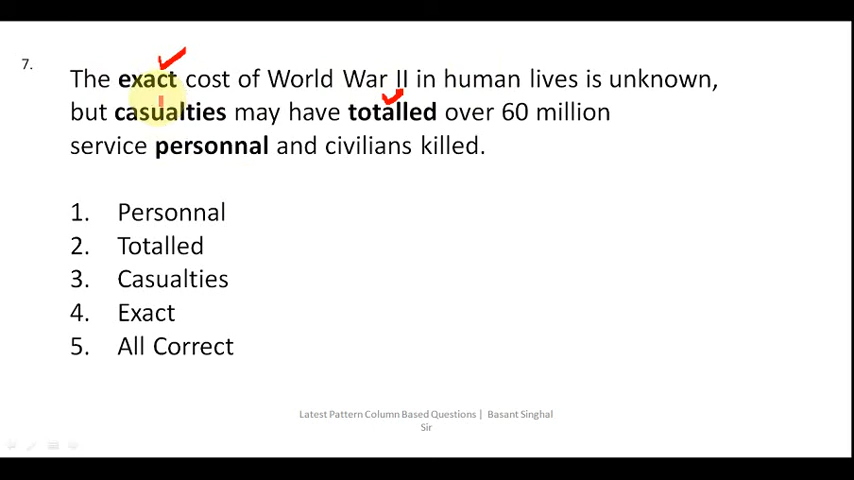 7.
The exact cost of World War II in human lives is unknown,
but casualties may have totalled over 60 million
service personnal and civilians killed.
1. Personnal
2. Totalled
3. Casualties
4. Exact
5. All Correct
Latest Pattern Column Based Questions | Basant Singhal
Sir